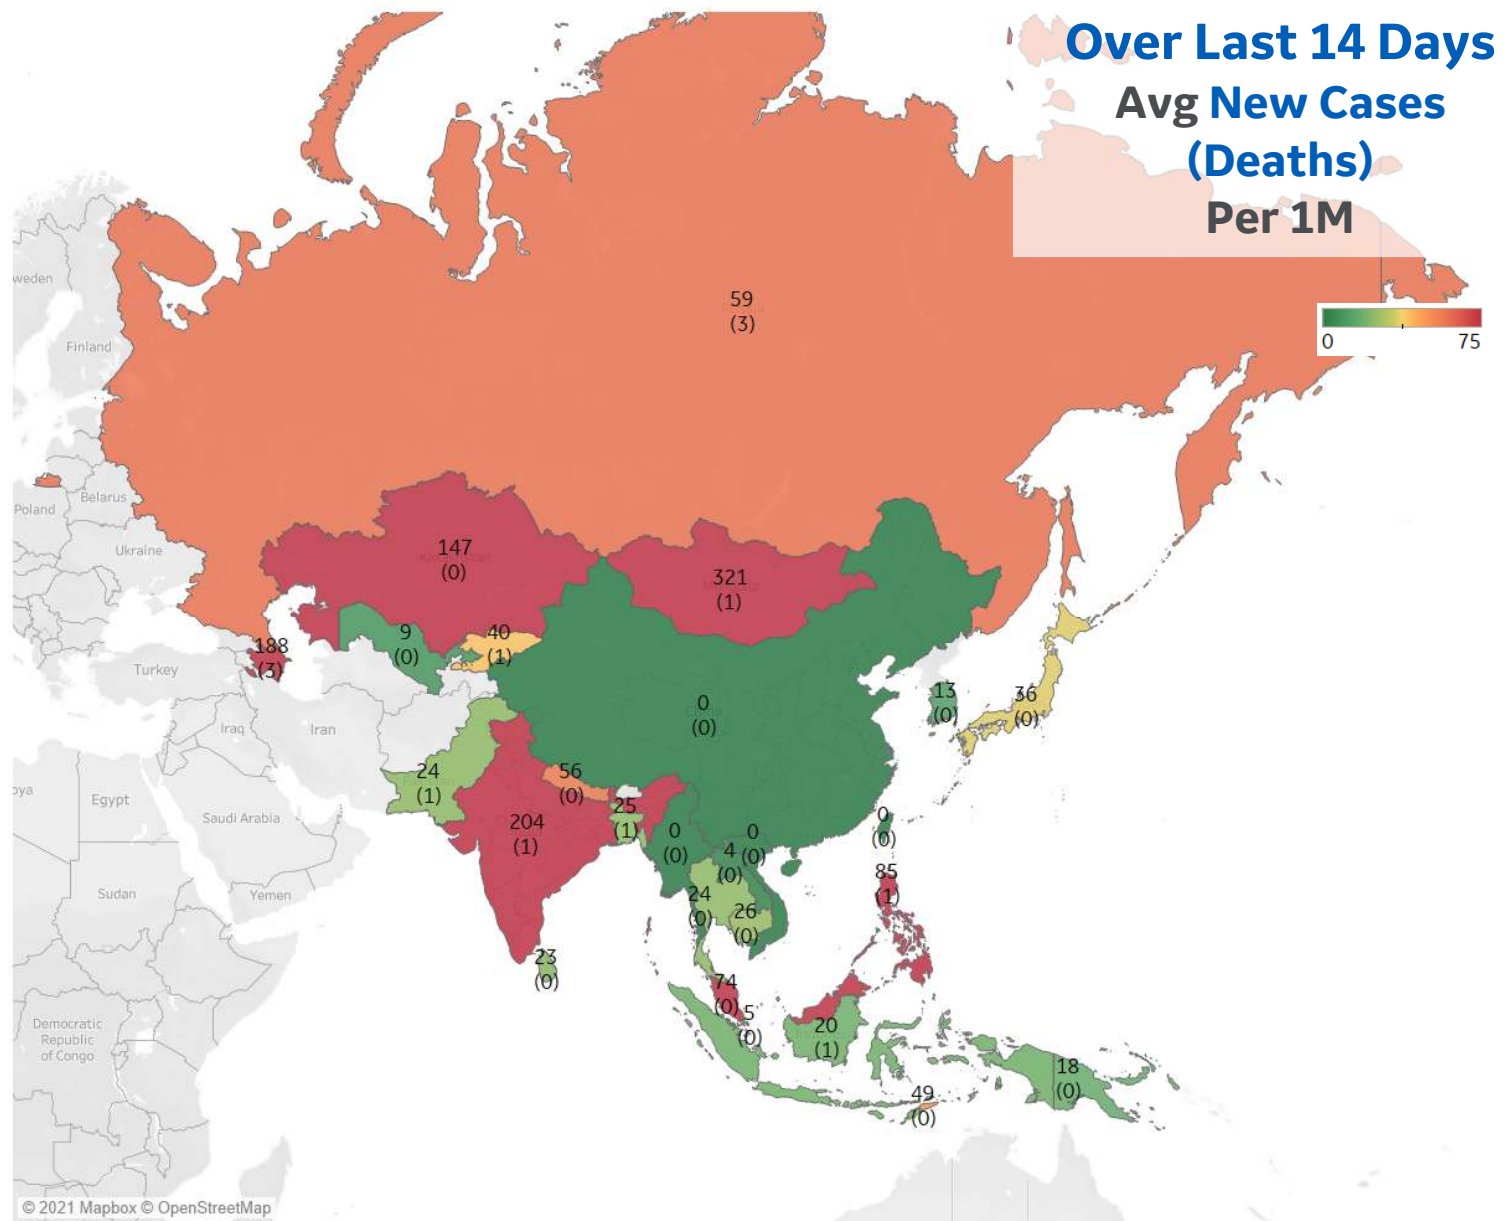 Over Last 14 Days
Avg New Cases
(Deaths)
Per 1M
weden
59
(3)
0
75
Finland
Belarus
Poland
Ukraine
147
(0)
321
(1)
188
(3)
9
(0)
40
(1)
Turkey
0
(0)
13
(0)
36
(0)
Iraq
Iran
24
(1)
56
(0)
oya
Egypt
Saudi Arabia
204
(1)
25
(1)
0
(0)
0
(0)
4
(0)
0
(0)
85
(1)
Sudan
Yemen
24
(0)
26
(0)
23
(0)
74
(0)
5
(0)
20
(1)
Democratic
Republic
of Congo
18
(0)
49
(0)
© 2021 Mapbox © OpenStreetMap